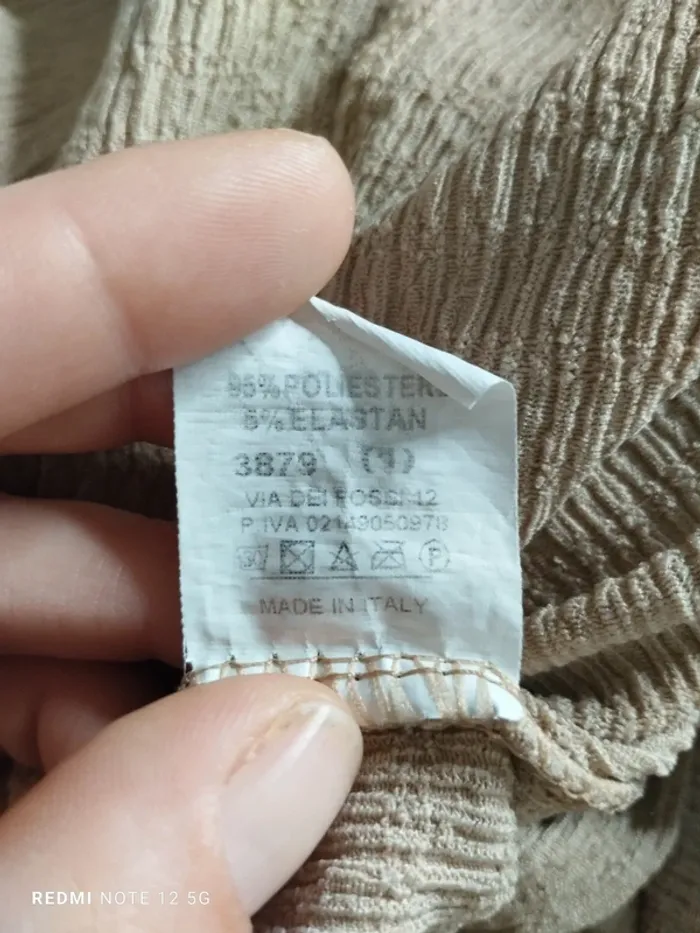 95% POLIESTERE
5% ELASTAN
3879 (1)
VIA DEI FOSSI 12
P. IVA 02149050978
30
P
MADE IN ITALY
REDMI NOTE 12 5G